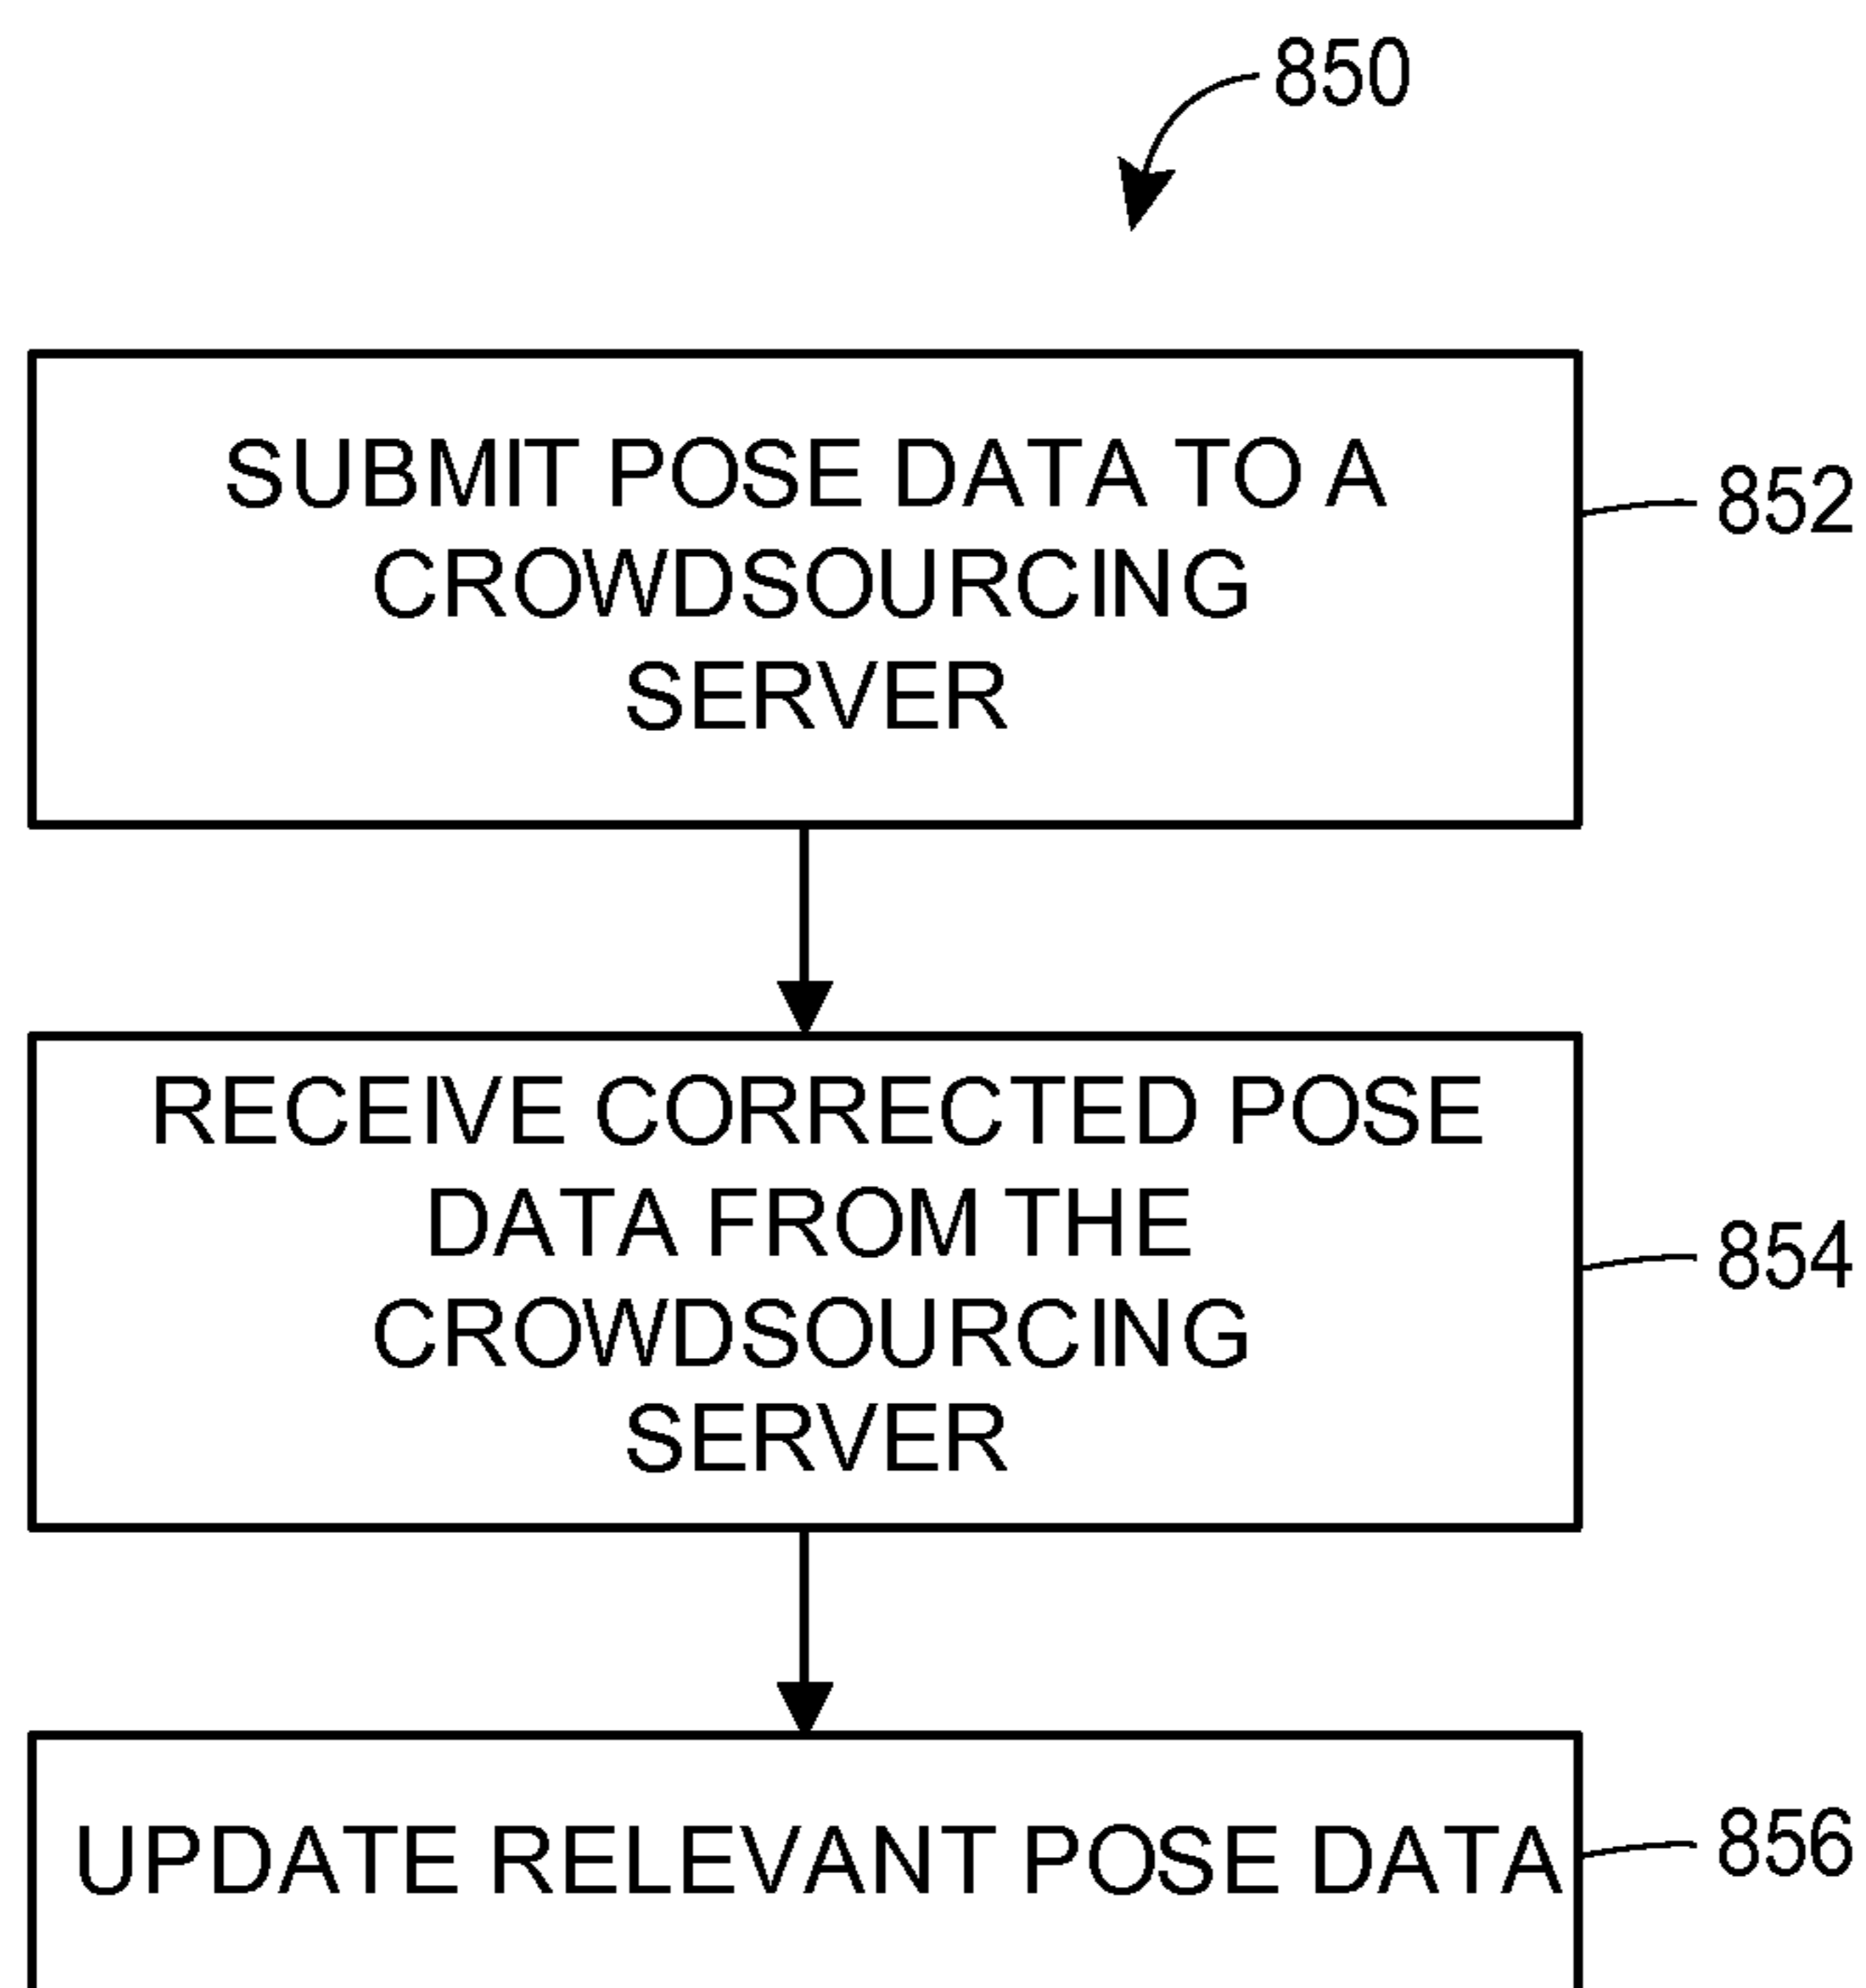 850
SUBMIT POSE DATA TO A
CROWDSOURCING
SERVER
852
RECEIVE CORRECTED POSE
DATA FROM THE
CROWDSOURCING
SERVER
854
UPDATE RELEVANT POSE DATA
856